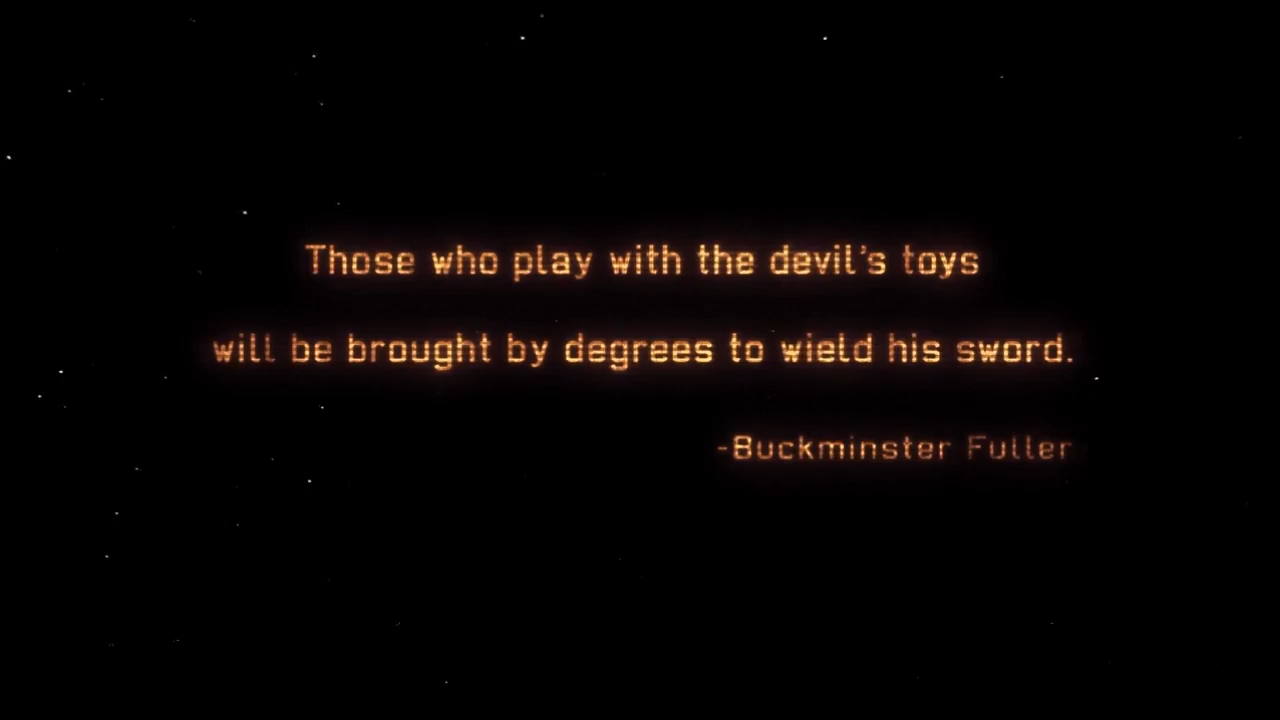 Those who play with the devil's toys
will be brought by degrees to wield his sword.
-Buckminster Fuller